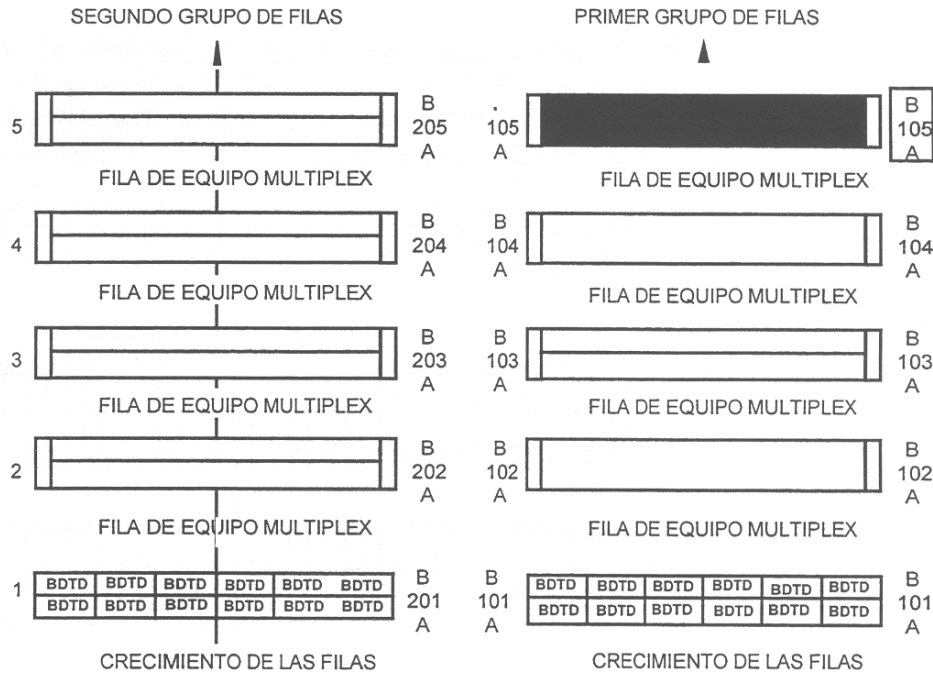 SEGUNDO GRUPO DE FILAS
PRIMER GRUPO DE FILAS
5
B
205
A
.
105
A
B
105
A
FILA DE EQUIPO MULTIPLEX
FILA DE EQUIPO MULTIPLEX
4
B
204
A
B
104
A
B
104
A
FILA DE EQUIPO MULTIPLEX
FILA DE EQUIPO MULTIPLEX
3
B
203
A
B
103
A
B
103
A
FILA DE EQUIPO MULTIPLEX
FILA DE EQUIPO MULTIPLEX
2
B
202
A
B
102
A
B
102
A
FILA DE EQUIPO MULTIPLEX
FILA DE EQUIPO MULTIPLEX
1
BDTD BDTD BDTD BDTD BDTD BDTD
BDTD BDTD BDTD BDTD BDTD BDTD
B
201
A
B
101
A
BDTD BDTD BDTD BDTD BDTD BDTD
BDTD BDTD BDTD BDTD BDTD BDTD
B
101
A
CRECIMIENTO DE LAS FILAS
CRECIMIENTO DE LAS FILAS